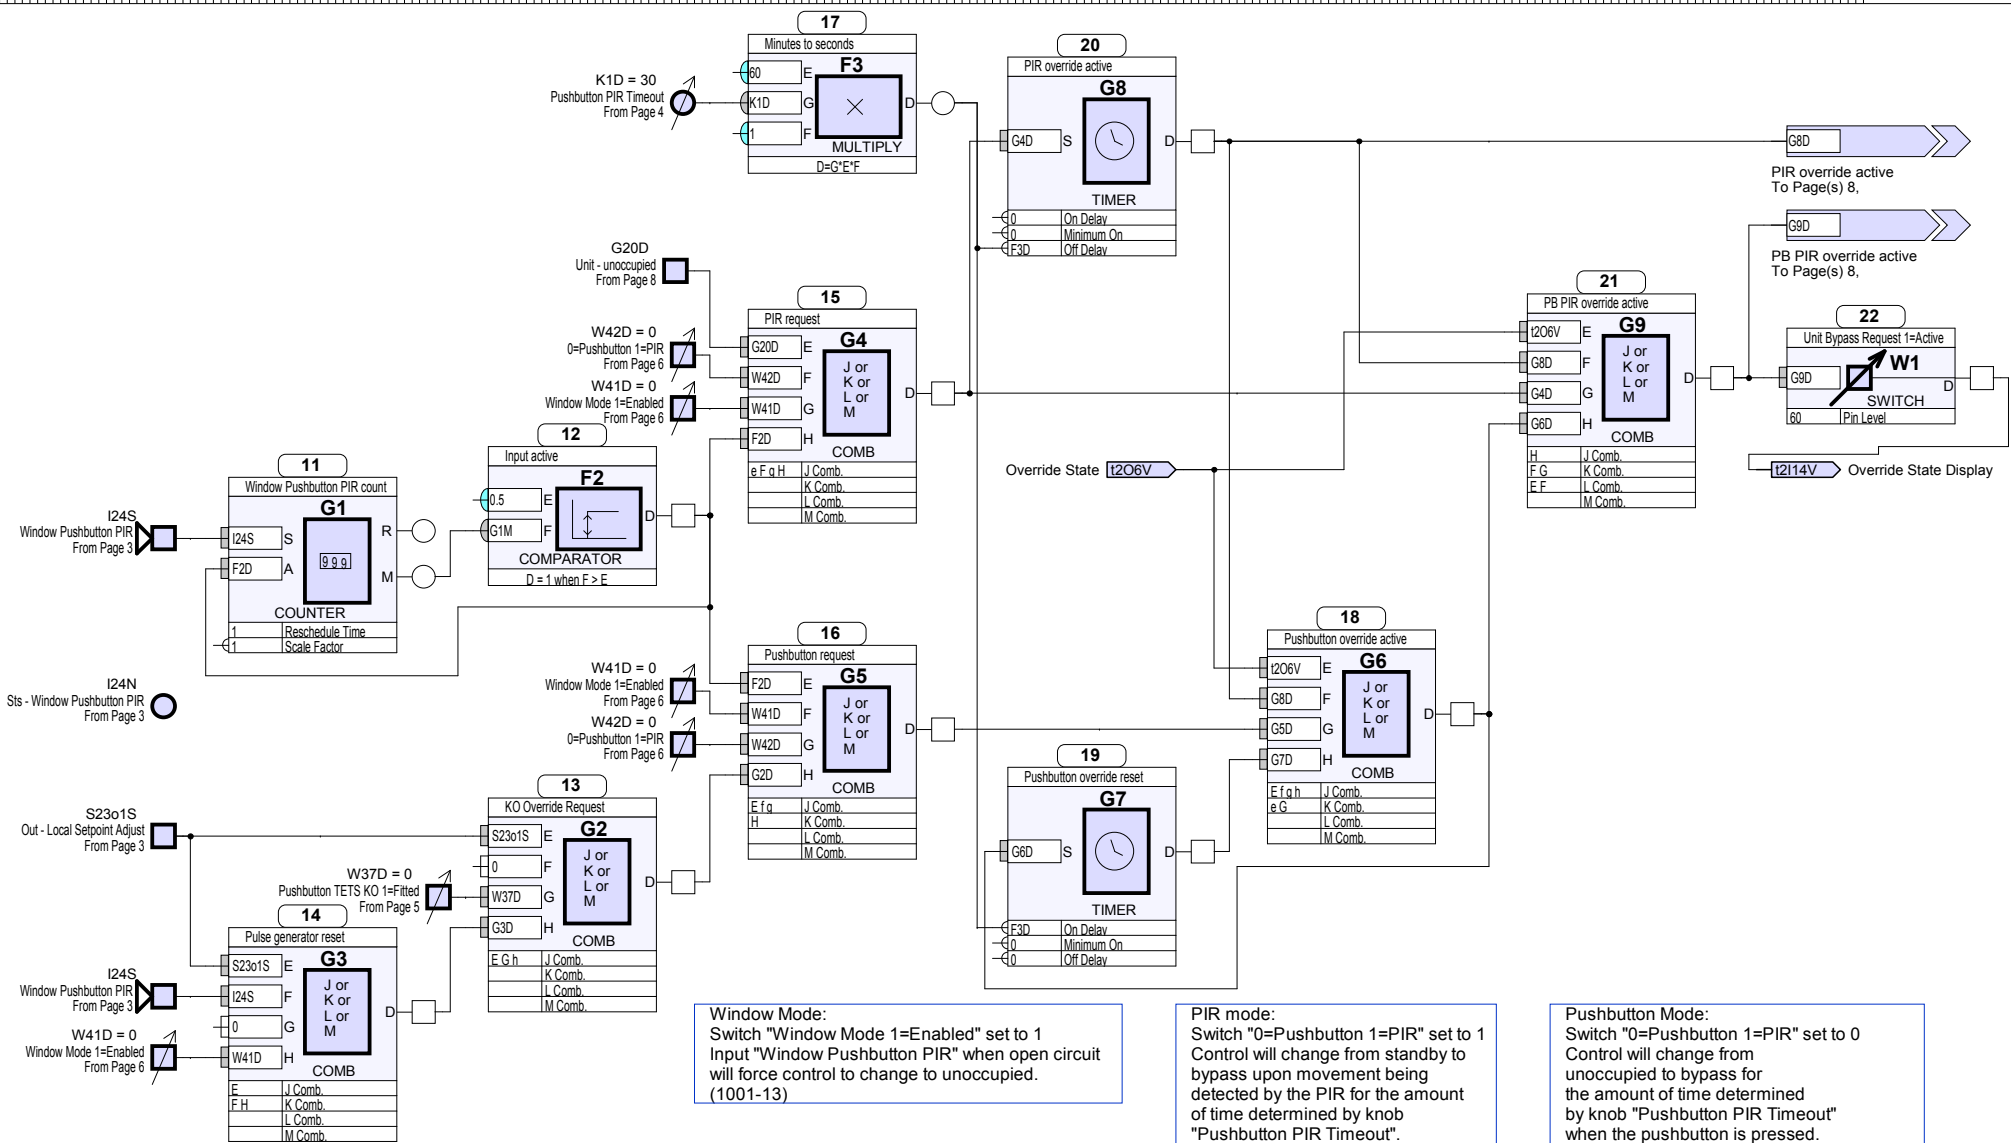 17
Minutes to seconds
F3
60 E
K1D G
1 F
D
MULTIPLY
D=G*E*F
K1D = 30
Pushbutton PIR Timeout
From Page 4
20
PIR override active
G8
G4D S
D
TIMER
0 On Delay
0 Minimum On
F3D Off Delay
G8D
PIR override active
To Page(s) 8,
G9D
PB PIR override active
To Page(s) 8,
G20D
Unit - unoccupied
From Page 8
W42D = 0
0=Pushbutton 1=PIR
From Page 6
W41D = 0
Window Mode 1=Enabled
From Page 6
15
PIR request
G4
G20D E
W42D F
W41D G
F2D H
J or
K or
L or
M
D
COMB
e F g H J Comb.
K Comb.
L Comb.
M Comb.
21
PB PIR override active
G9
t2O6V E
G8D F
G4D G
G6D H
J or
K or
L or
M
D
COMB
H J Comb.
F G K Comb.
E F L Comb.
M Comb.
22
Unit Bypass Request 1=Active
W1
G9D
D
SWITCH
60 Pin Level
t2I14V Override State Display
Override State t2O6V
12
Input active
F2
0.5 E
G1M F
D
COMPARATOR
D = 1 when F > E
11
Window Pushbutton PIR count
G1
I24S S
F2D A
999
R
M
COUNTER
1 Reschedule Time
1 Scale Factor
I24S
Window Pushbutton PIR
From Page 3
I24N
Sts - Window Pushbutton PIR
From Page 3
W41D = 0
Window Mode 1=Enabled
From Page 6
W42D = 0
0=Pushbutton 1=PIR
From Page 6
16
Pushbutton request
G5
F2D E
W41D F
W42D G
G2D H
J or
K or
L or
M
D
COMB
E f g J Comb.
H K Comb.
L Comb.
M Comb.
18
Pushbutton override active
G6
t2O6V E
G8D F
G5D G
G7D H
J or
K or
L or
M
D
COMB
E f g h J Comb.
e G K Comb.
L Comb.
M Comb.
19
Pushbutton override reset
G7
G6D S
D
TIMER
F3D On Delay
0 Minimum On
0 Off Delay
S23o1S
Out - Local Setpoint Adjust
From Page 3
13
KO Override Request
G2
S23o1S E
0 F
W37D G
G3D H
J or
K or
L or
M
D
COMB
E G h J Comb.
K Comb.
L Comb.
M Comb.
W37D = 0
Pushbutton TETS KO 1=Fitted
From Page 5
14
Pulse generator reset
G3
S23o1S E
I24S F
0 G
W41D H
J or
K or
L or
M
D
COMB
E J Comb.
F H K Comb.
L Comb.
M Comb.
I24S
Window Pushbutton PIR
From Page 3
W41D = 0
Window Mode 1=Enabled
From Page 6
Window Mode:
Switch "Window Mode 1=Enabled" set to 1
Input "Window Pushbutton PIR" when open circuit
will force control to change to unoccupied.
(1001-13)
PIR mode:
Switch "0=Pushbutton 1=PIR" set to 1
Control will change from standby to
bypass upon movement being
detected by the PIR for the amount
of time determined by knob
"Pushbutton PIR Timeout".
Pushbutton Mode:
Switch "0=Pushbutton 1=PIR" set to 0
Control will change from
unoccupied to bypass for
the amount of time determined
by knob "Pushbutton PIR Timeout"
when the pushbutton is pressed.